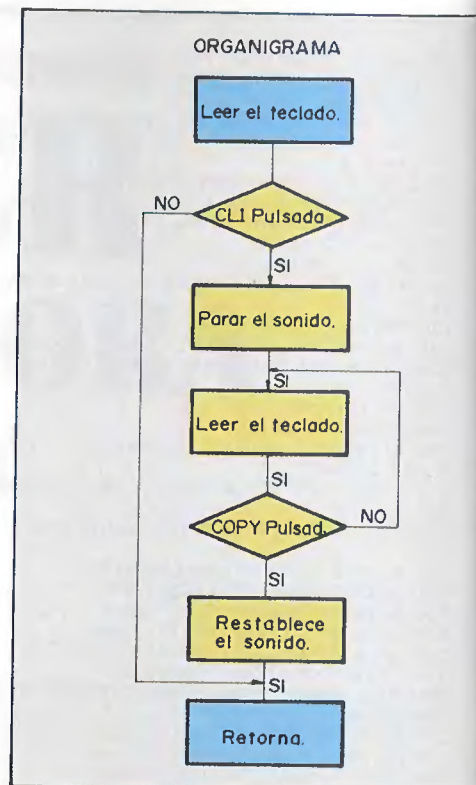 ORGANIGRAMA
Leer el teclado.
NO
CLI Pulsada
SI
Parar el sonido.
SI
Leer el teclado.
SI
COPY Pulsad.
NO
SI
Restablece
el sonido.
SI
Retorna.